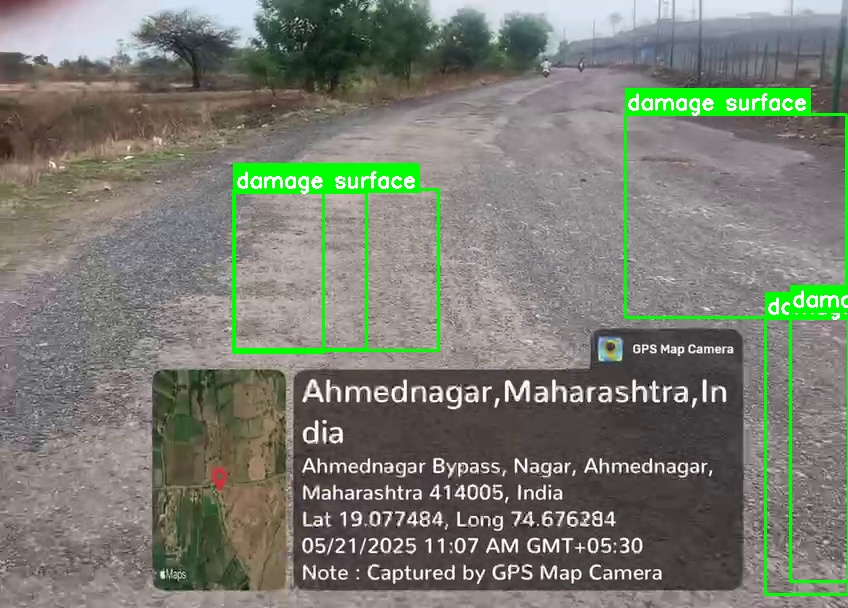 damage surface
damage surface
dama
GPS Map Camera
Ahmednagar,Maharashtra,In
dia
Ahmednagar Bypass, Nagar, Ahmednagar,
Maharashtra 414005, India
Lat 19.077484, Long
05/21/2025 11:07 AM GMT+05:30
Note : Captured by GPS Map Camera
Maps